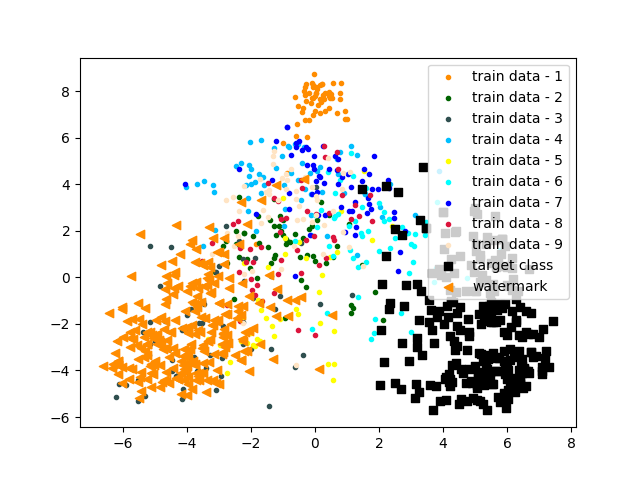 8
6
4
2
0
−2
−4
−6
−6 −4 −2 0 2 4 6 8
train data - 1
train data - 2
train data - 3
train data - 4
train data - 5
train data - 6
train data - 7
train data - 8
train data - 9
target class
watermark